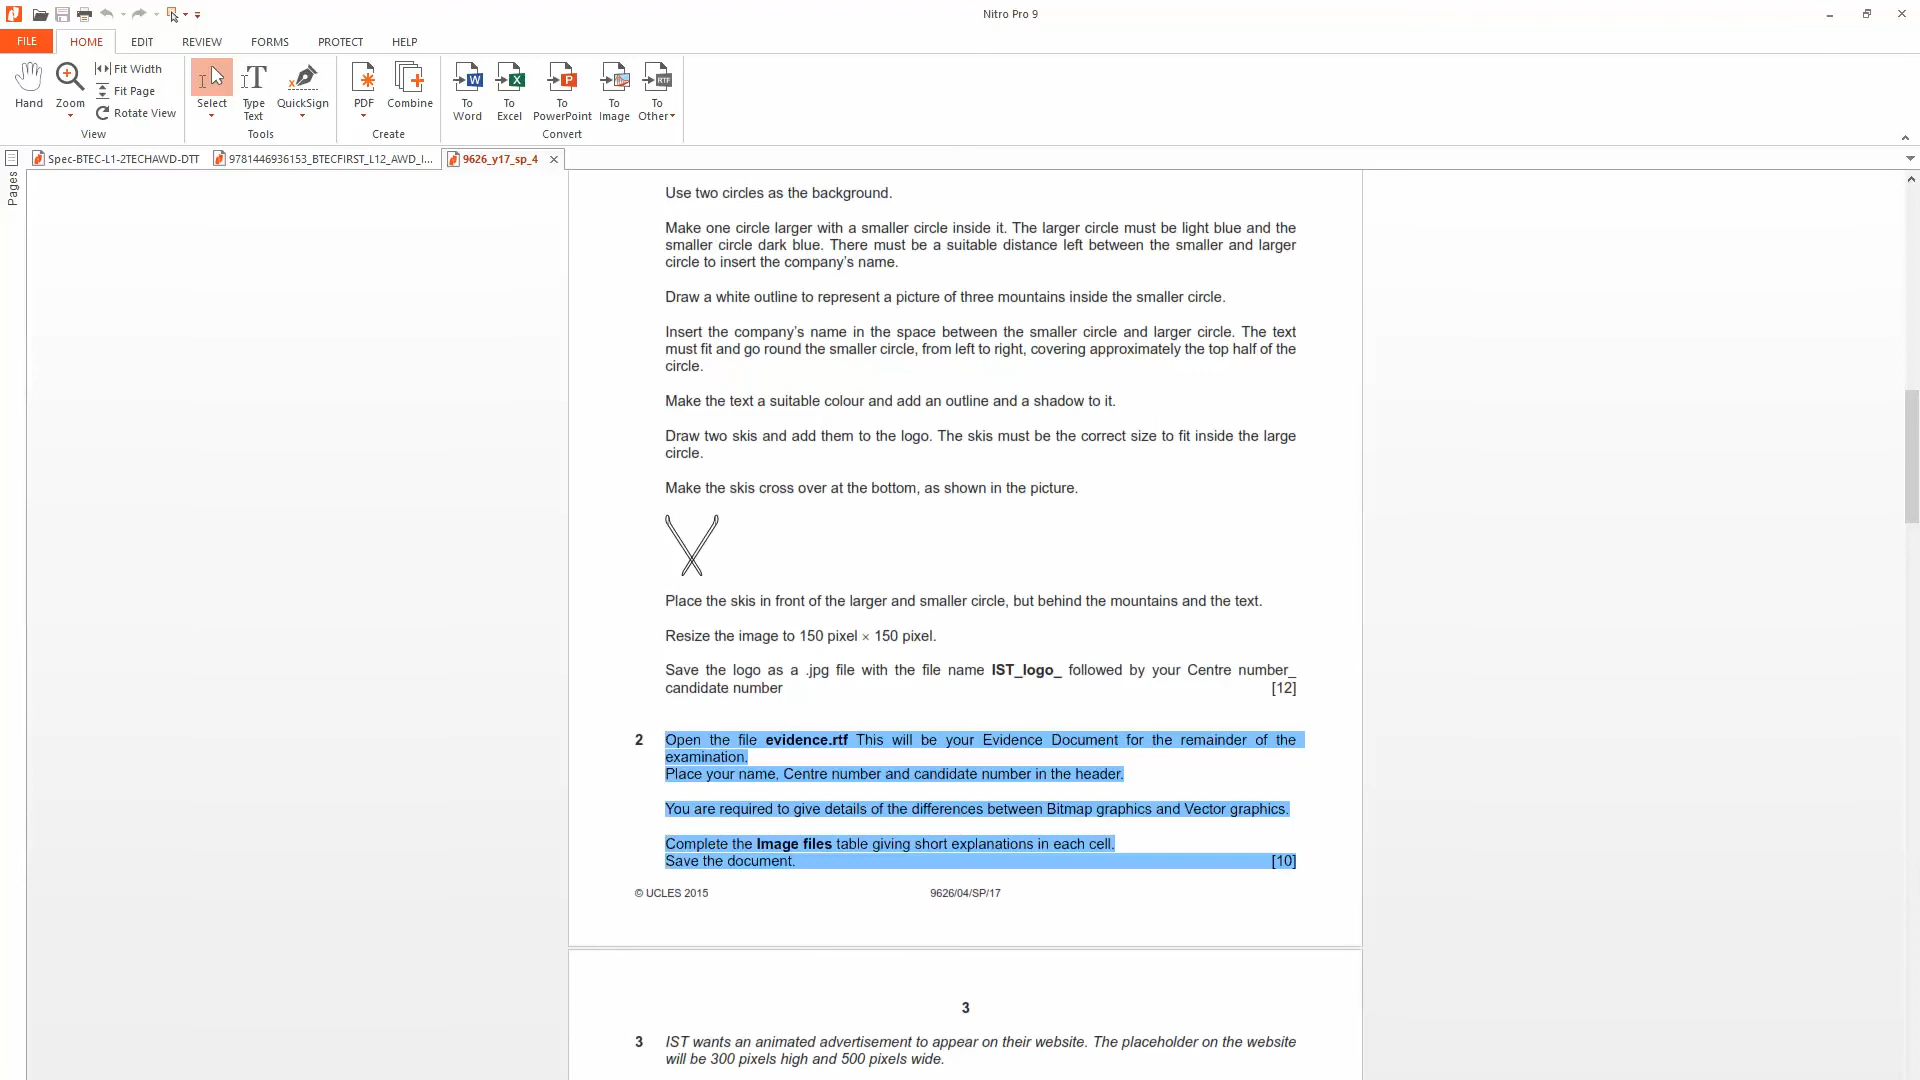 Nitro Pro 9
FILE
HOME
EDIT
REVIEW
FORMS
PROTECT
HELP
Hand
Zoom
Fit Width
Fit Page
Rotate View
View
Select
Type Text
QuickSign
Tools
PDF
Combine
Create
To Word
To Excel
To PowerPoint
To Image
To Other
Convert
Spec-BTEC-L1-2TECHAWD-DTT
9781446936153_BTECFIRST_L12_AWD_I...
9626_y17_sp_4
Pages
Use two circles as the background.
Make one circle larger with a smaller circle inside it. The larger circle must be light blue and the
smaller circle dark blue. There must be a suitable distance left between the smaller and larger
circle to insert the company's name.
Draw a white outline to represent a picture of three mountains inside the smaller circle.
Insert the company's name in the space between the smaller circle and larger circle. The text
must fit and go round the smaller circle, from left to right, covering approximately the top half of the
circle.
Make the text a suitable colour and add an outline and a shadow to it.
Draw two skis and add them to the logo. The skis must be the correct size to fit inside the large
circle.
Make the skis cross over at the bottom, as shown in the picture.
Place the skis in front of the larger and smaller circle, but behind the mountains and the text.
Resize the image to 150 pixel × 150 pixel.
Save the logo as a .jpg file with the file name IST_logo_ followed by your Centre number_
candidate number [12]
2 Open the file evidence.rtf This will be your Evidence Document for the remainder of the
examination.
Place your name, Centre number and candidate number in the header.
You are required to give details of the differences between Bitmap graphics and Vector graphics.
Complete the Image files table giving short explanations in each cell.
Save the document. [10]
© UCLES 2015 9626/04/SP/17
3
3 IST wants an animated advertisement to appear on their website. The placeholder on the website
will be 300 pixels high and 500 pixels wide.